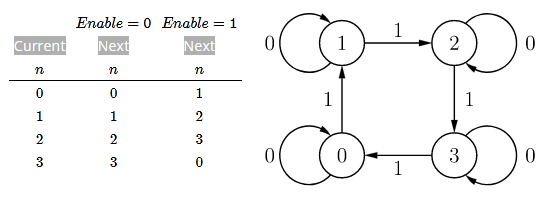 Enable = 0 Enable = 1
Current Next Next
n n n
0 0 1
1 1 2
2 2 3
3 3 0
0 1 1 2 0
1 1
0 0 1 3 0